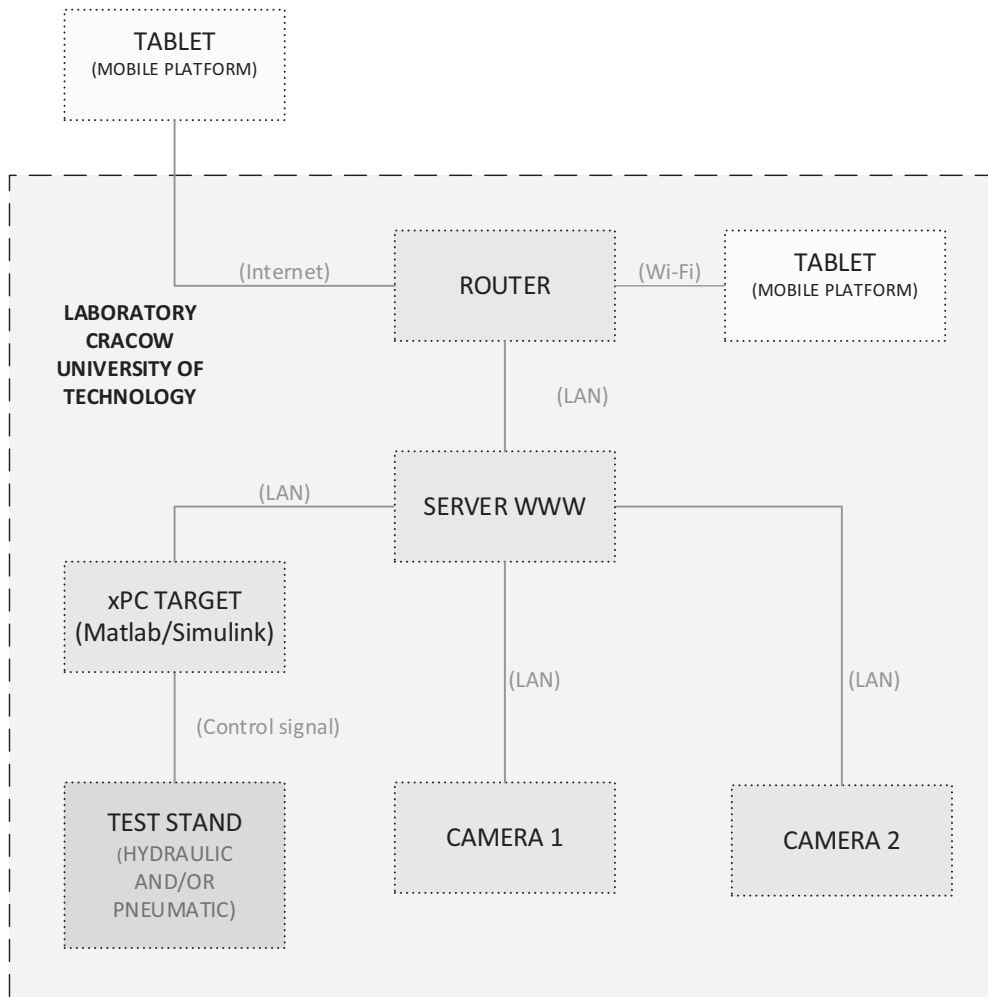 TABLET
(MOBILE PLATFORM)
(Internet)
ROUTER
(Wi-Fi)
TABLET
(MOBILE PLATFORM)
LABORATORY
CRACOW
UNIVERSITY OF
TECHNOLOGY
(LAN)
(LAN)
SERVER WWW
xPC TARGET
(Matlab/Simulink)
(LAN)
(LAN)
(Control signal)
TEST STAND
(HYDRAULIC
AND/OR
PNEUMATIC)
CAMERA 1
CAMERA 2